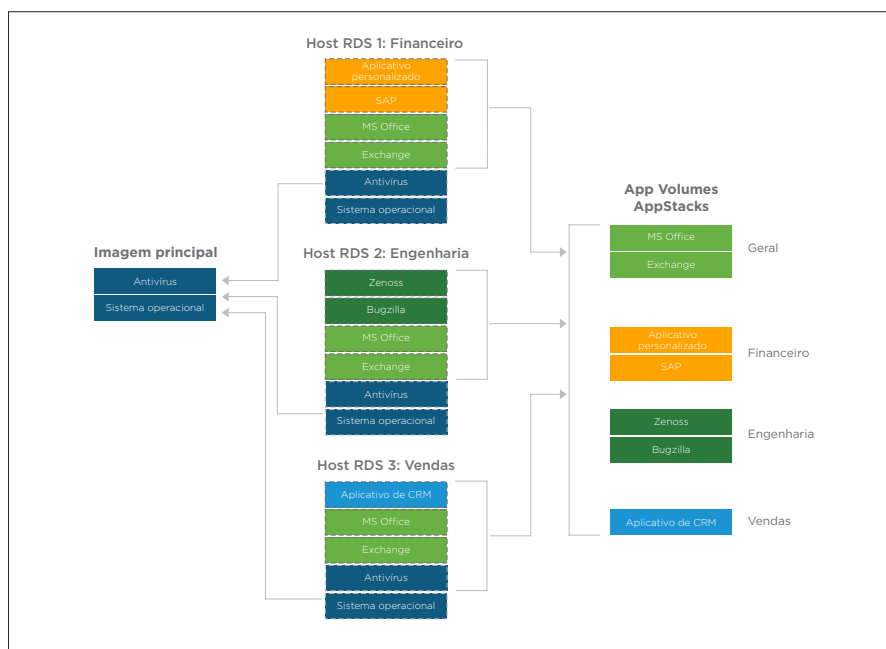 Host RDS 1: Financeiro
Aplicativo
personalizado
SAP
MS Office
Exchange
Antivírus
Sistema operacional
Imagem principal
Antivírus
Sistema operacional
Host RDS 2: Engenharia
Zenoss
Bugzilla
MS Office
Exchange
Antivírus
Sistema operacional
Host RDS 3: Vendas
Aplicativo de CRM
MS Office
Exchange
Antivírus
Sistema operacional
App Volumes
AppStacks
MS Office
Exchange
Geral
Aplicativo
personalizado
SAP
Financeiro
Zenoss
Bugzilla
Engenharia
Aplicativo de CRM
Vendas